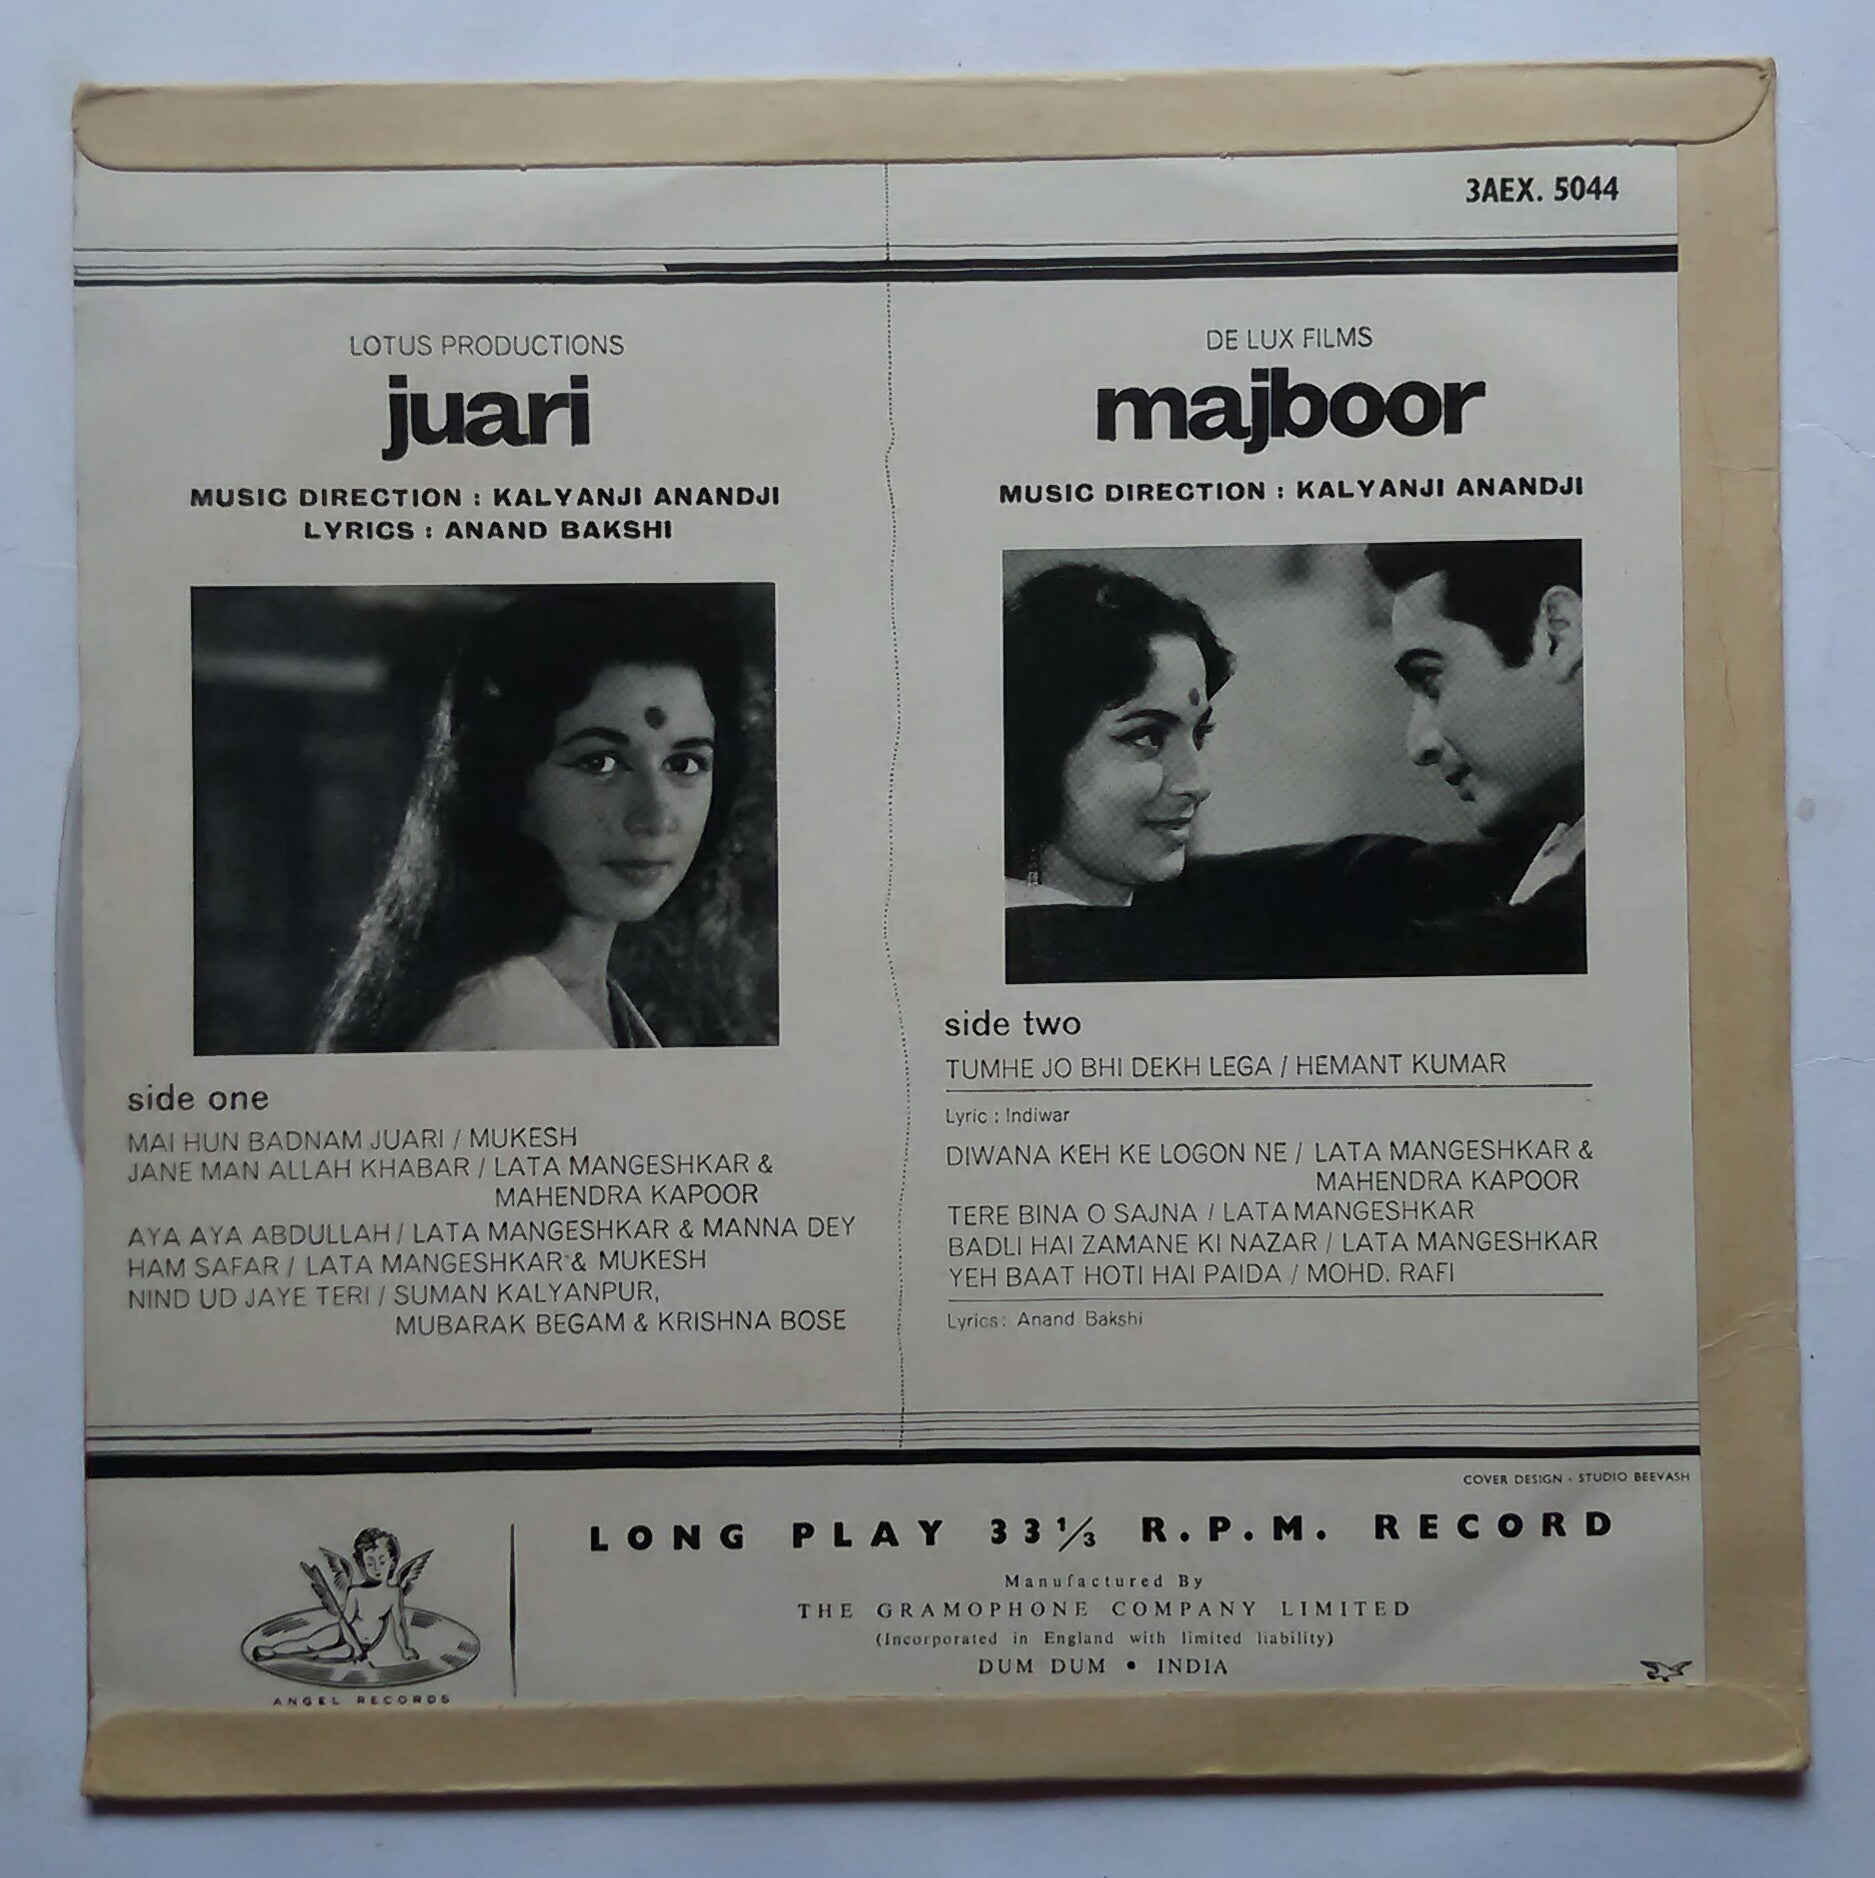 3AEX. 5044
LOTUS PRODUCTIONS
juari
MUSIC DIRECTION : KALYANJI ANANDJI
LYRICS : ANAND BAKSHI
side one
MAI HUN BADNAM JUARI / MUKESH
JANE MAN ALLAH KHABAR / LATA MANGESHKAR &
MAHENDRA KAPOOR
AYA AYA ABDULLAH / LATA MANGESHKAR & MANNA DEY
HAM SAFAR / LATA MANGESHKAR & MUKESH
NIND UD JAYE TERI / SUMAN KALYANPUR,
MUBARAK BEGAM & KRISHNA BOSE
DE LUX FILMS
majboor
MUSIC DIRECTION : KALYANJI ANANDJI
side two
TUMHE JO BHI DEKH LEGA / HEMANT KUMAR
Lyric : Indiwar
DIWANA KEH KE LOGON NE / LATA MANGESHKAR &
MAHENDRA KAPOOR
TERE BINA O SAJNA / LATA MANGESHKAR
BADLI HAI ZAMANE KI NAZAR / LATA MANGESHKAR
YEH BAAT HOTI HAI PAIDA / MOHD. RAFI
Lyrics: Anand Bakshi
COVER DESIGN - STUDIO BEEVASH
LONG PLAY 33⅓ R.P.M. RECORD
Manufactured By
THE GRAMOPHONE COMPANY LIMITED
(Incorporated in England with limited liability)
DUM DUM • INDIA
ANGEL RECORDS